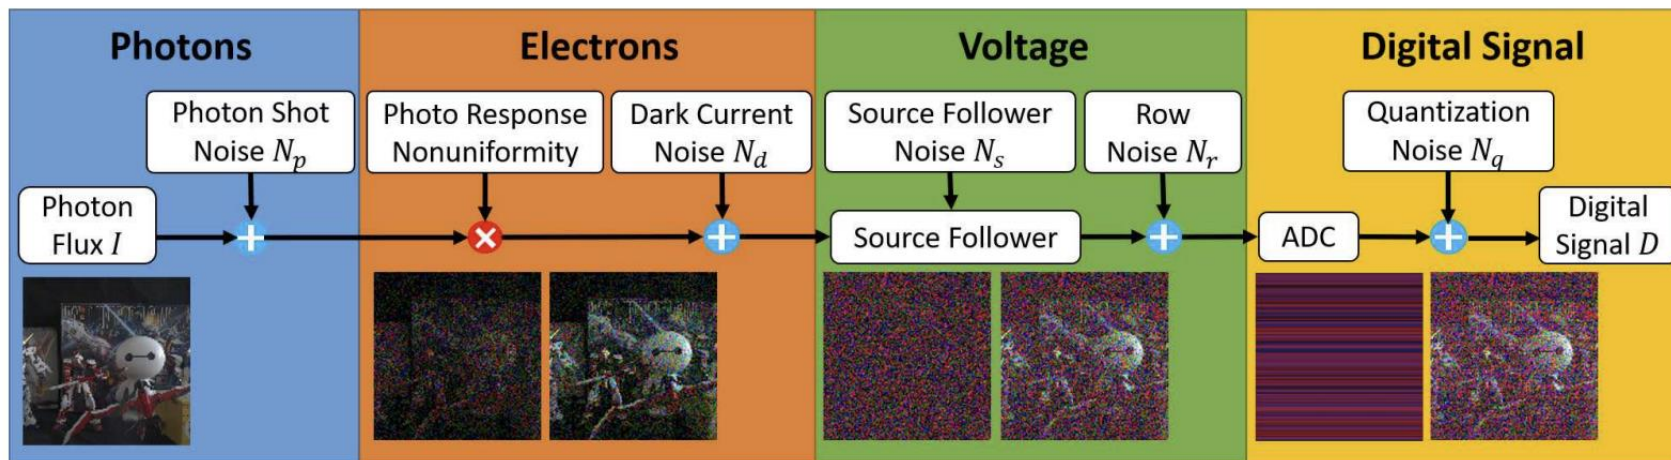 Photons
Electrons
Voltage
Digital Signal
Photon Shot
Noise N_p
Photo Response
Nonuniformity
Dark Current
Noise N_d
Source Follower
Noise N_s
Row
Noise N_r
Quantization
Noise N_q
Photon
Flux I
Source Follower
ADC
Digital
Signal D